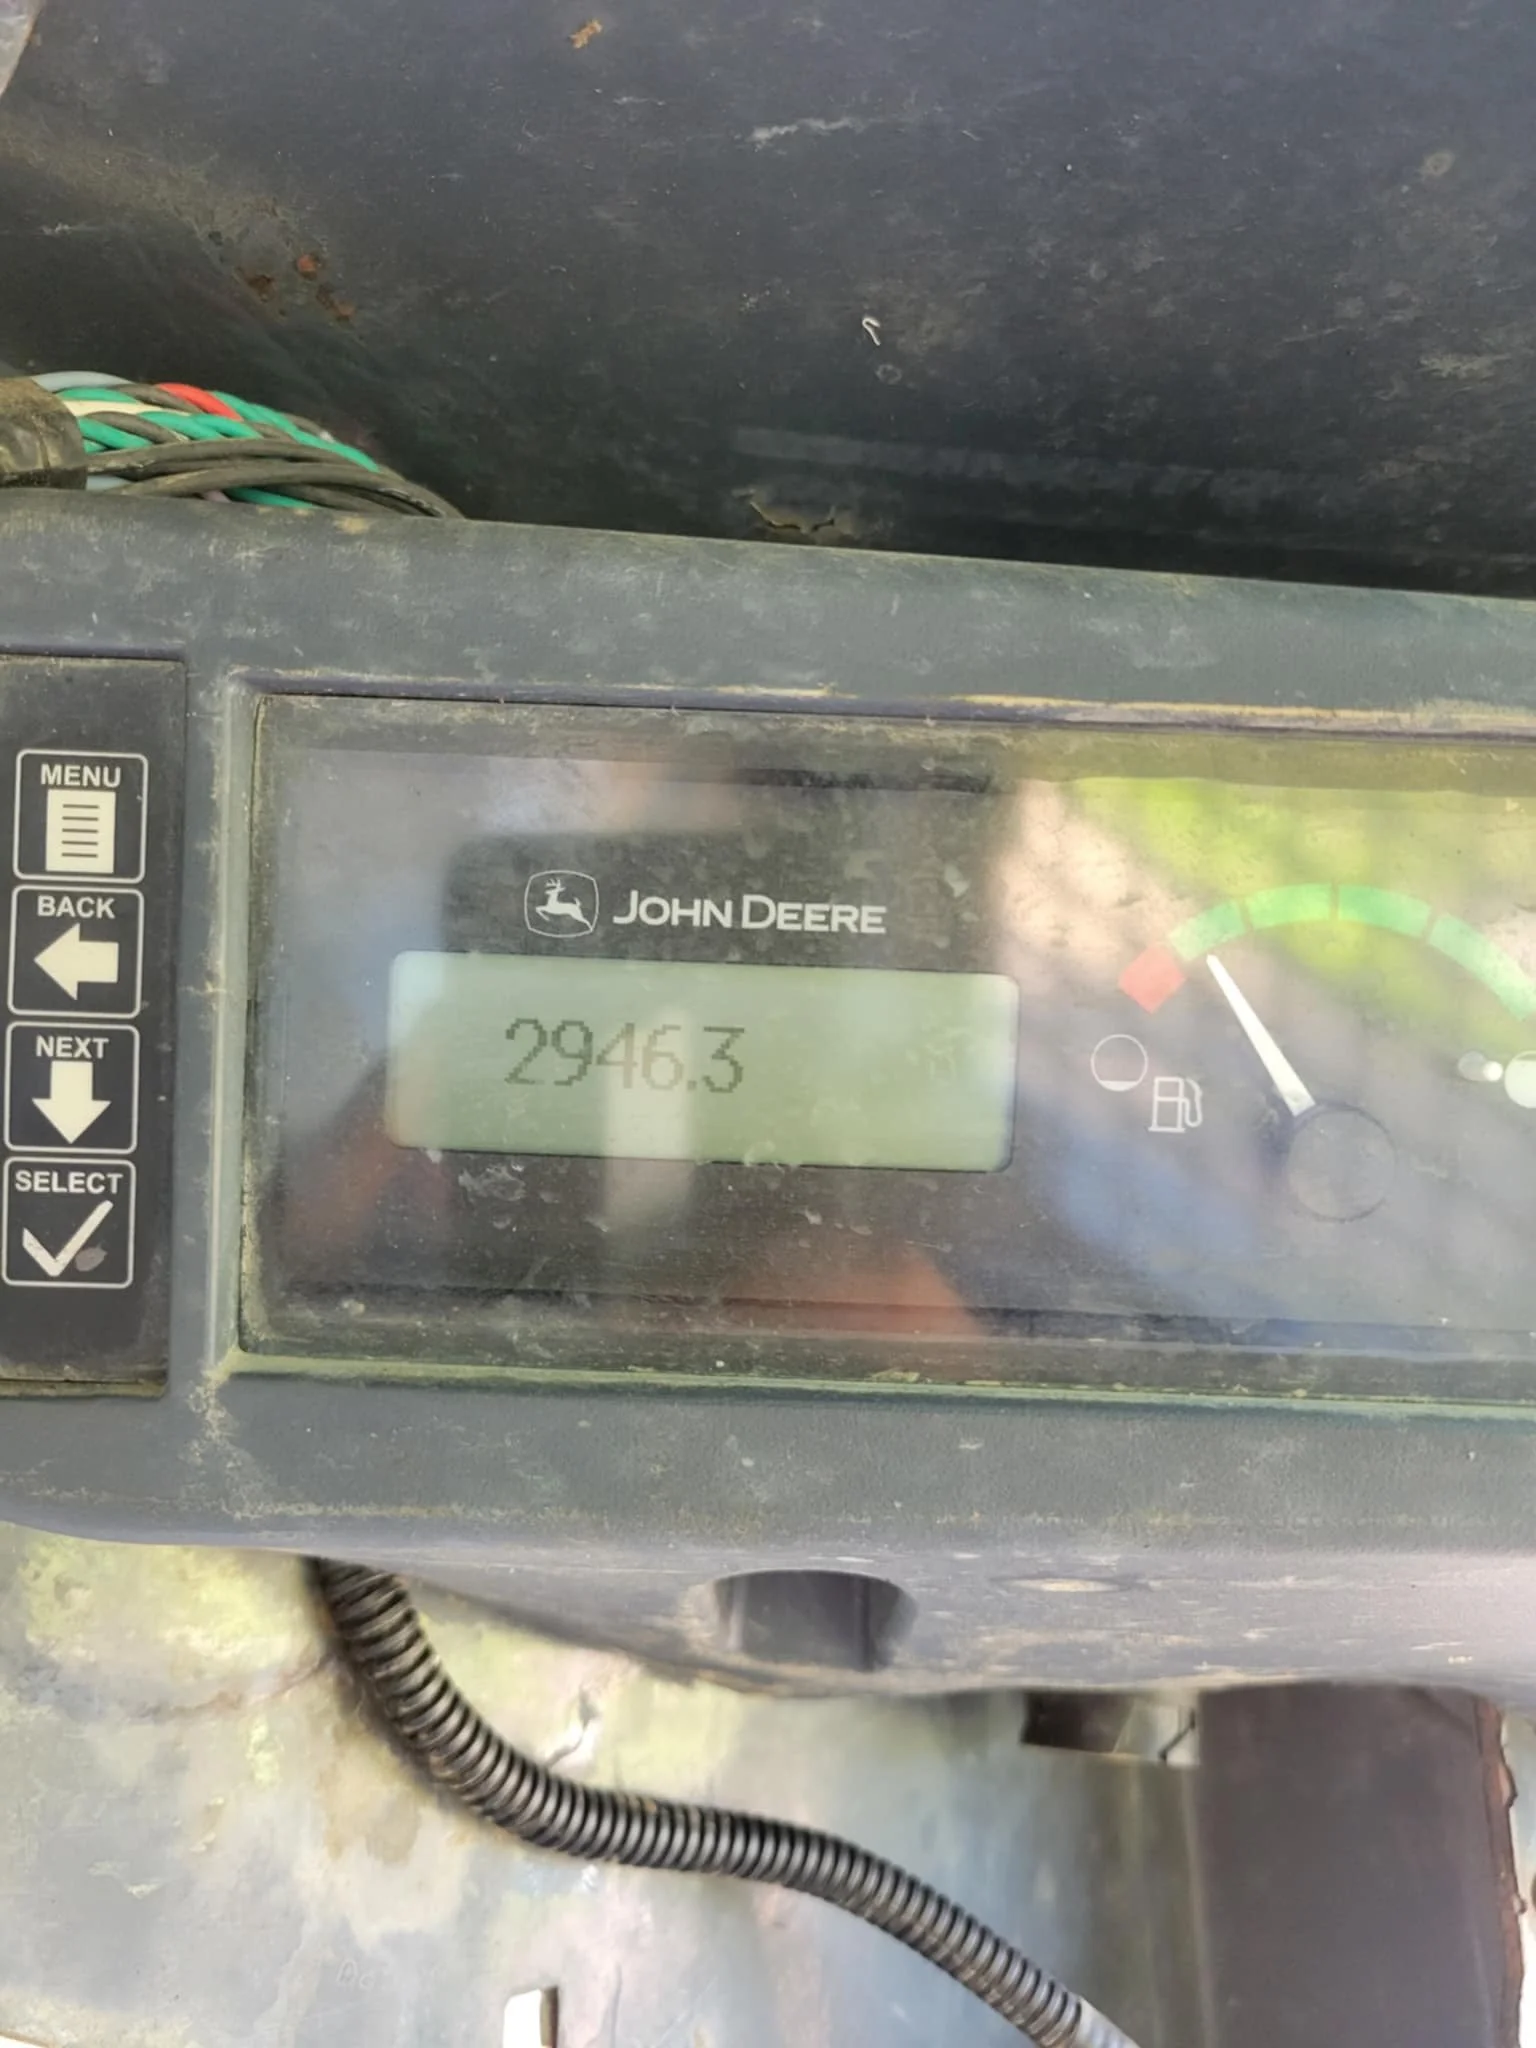 MENU
BACK
NEXT
SELECT
JOHN DEERE
2946.3